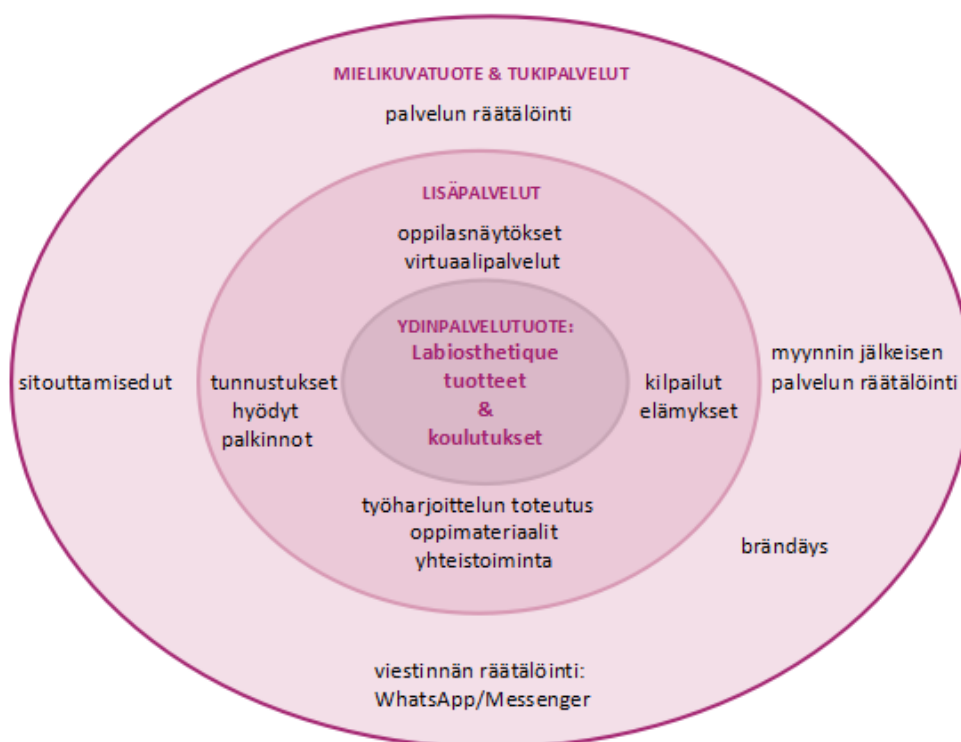 MIELIKUVATUOTE & TUKIPALVELUT
palvelun räätälöinti
LISÄPALVELUT
oppilasnäytökset
virtuaalipalvelut
YDINPALVELUTUOTE:
Labiosthetique
tuotteet
&
koulutukset
sitouttamisedut
tunnustukset
hyödyt
palkinnot
kilpailut
elämykset
myynnin jälkeisen
palvelun räätälöinti
työharjoittelun toteutus
oppimateriaalit
yhteistoiminta
brändäys
viestinnän räätälöinti:
WhatsApp/Messenger